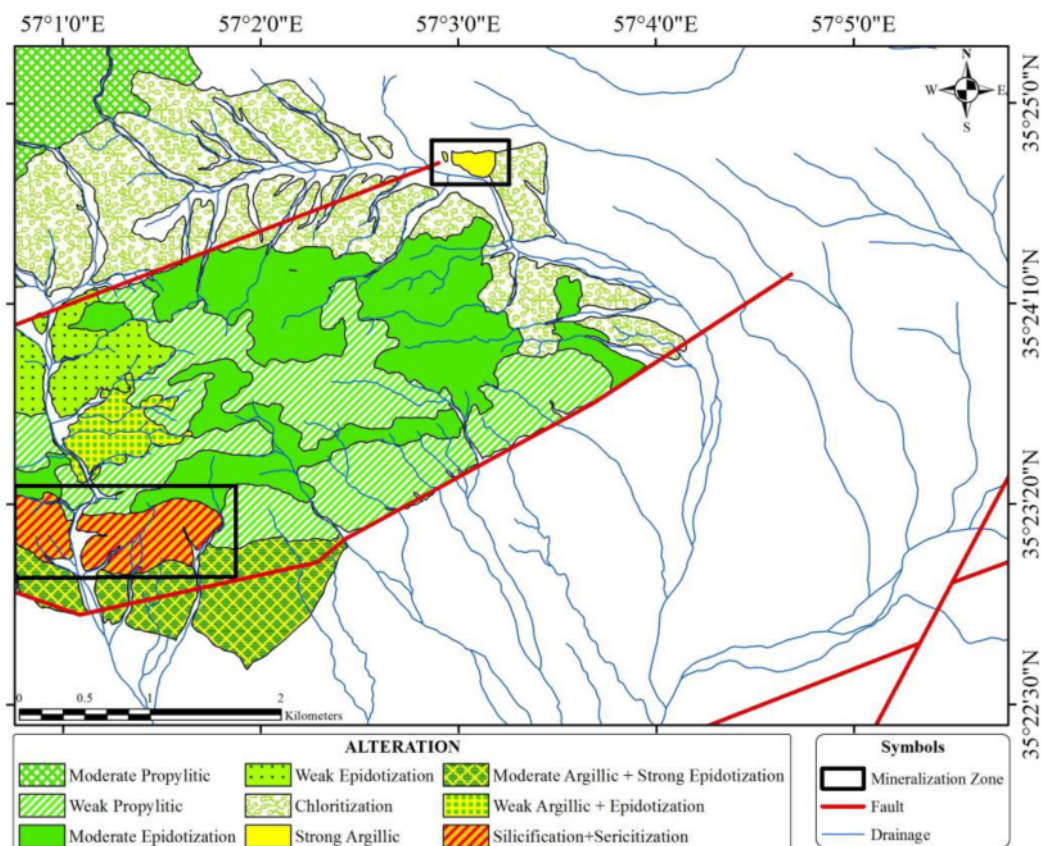 57°1'0"E 57°2'0"E 57°3'0"E 57°4'0"E 57°5'0"E
N
W E
S
35°25'0"N
35°24'10"N
35°23'20"N
35°22'30"N
0 0.5 1 2
Kilometers
ALTERATION
Moderate Propylitic
Weak Propylitic
Moderate Epidotization
Weak Epidotization
Chloritization
Strong Argillic
Moderate Argillic + Strong Epidotization
Weak Argillic + Epidotization
Silicification+Sericitization
Symbols
Mineralization Zone
Fault
Drainage